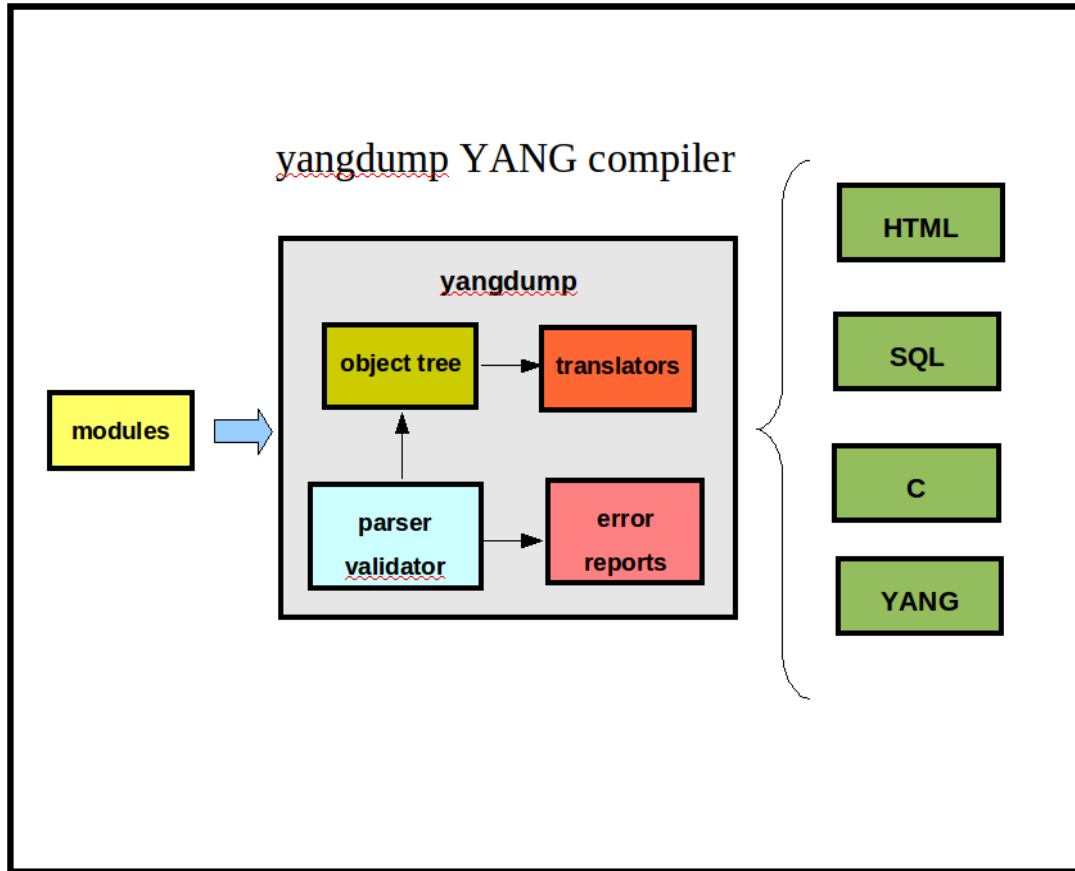 yangdump YANG compiler
yangdump
modules
object tree
translators
parser
validator
error
reports
HTML
SQL
C
YANG